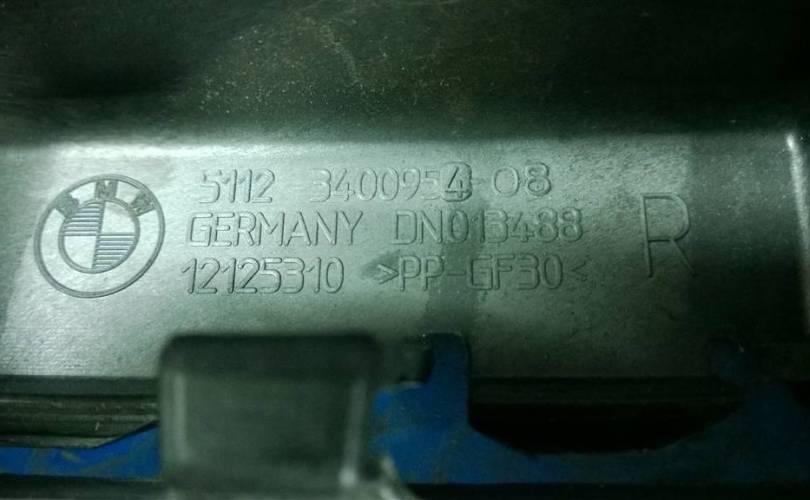 BMW
5112 3400954-08
GERMANY DN013488
12125310 >PP-GF30<
R